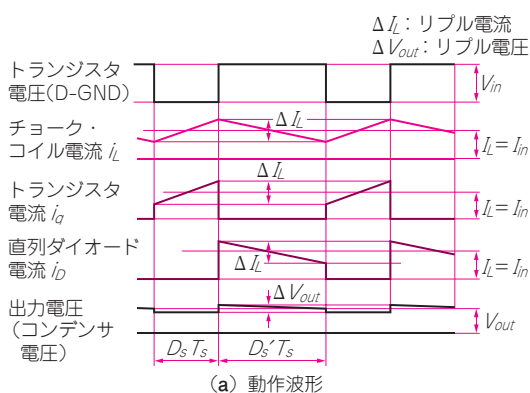 ΔI_L：リプル電流
ΔV_out：リプル電圧
トランジスタ
電圧(D-GND)
V_in
チョーク・
コイル電流 i_L
ΔI_L
I_L=I_in
トランジスタ
電流 i_q
ΔI_L
I_L=I_in
直列ダイオード
電流 i_D
ΔI_L
I_L=I_in
出力電圧
(コンデンサ
電圧)
ΔV_out
V_out
D_s T_s
D_s′ T_s
(a) 動作波形